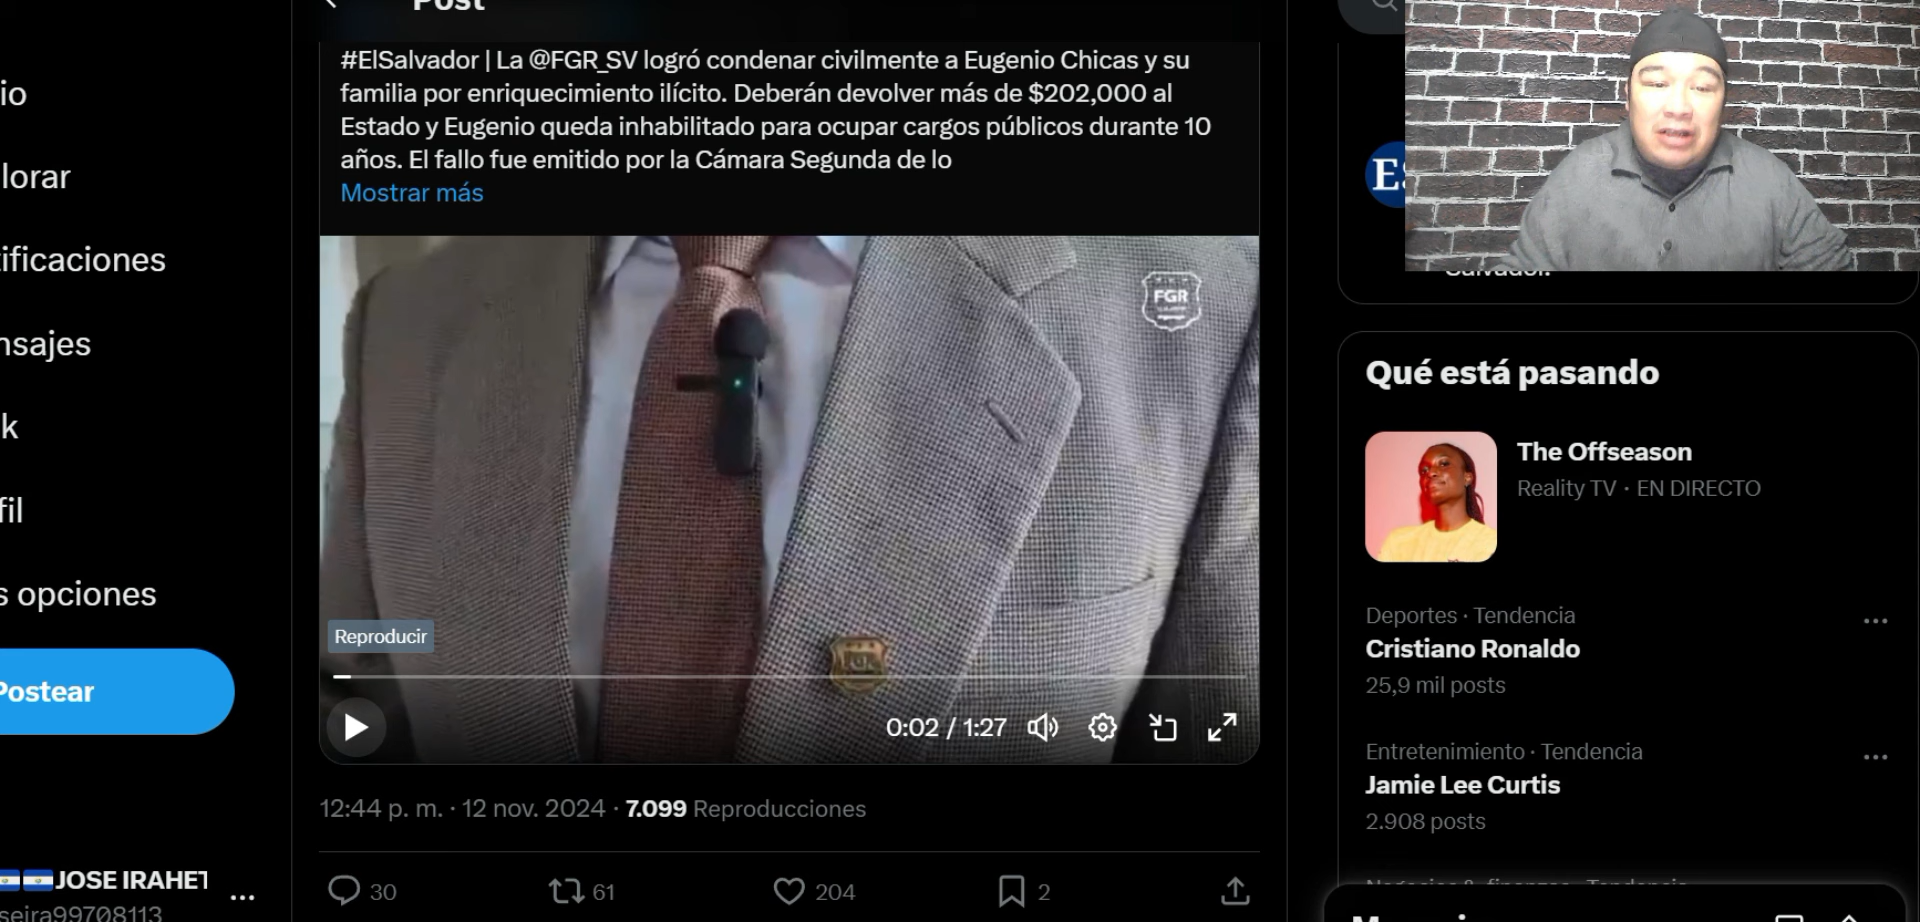 Post
#ElSalvador | La @FGR_SV logró condenar civilmente a Eugenio Chicas y su
familia por enriquecimiento ilícito. Deberán devolver más de $202,000 al
Estado y Eugenio queda inhabilitado para ocupar cargos públicos durante 10
años. El fallo fue emitido por la Cámara Segunda de lo
Mostrar más
FGR
FGR
Reproducir
0:02 / 1:27
12:44 p. m. · 12 nov. 2024 · 7.099 Reproducciones
30
61
204
2
io
lorar
tificaciones
nsajes
k
fil
s opciones
Postear
JOSE IRAHET
seira99708113
...
Salvador.
Qué está pasando
The Offseason
Reality TV · EN DIRECTO
Deportes · Tendencia
Cristiano Ronaldo
25,9 mil posts
Entretenimiento · Tendencia
Jamie Lee Curtis
2.908 posts